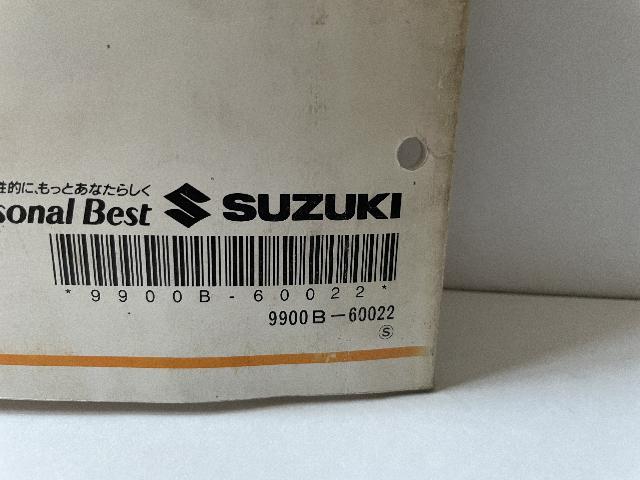 性的に、もっとあなたらしく
sonal Best SUZUKI
*9900B-60022*
9900B-60022
Ⓢ